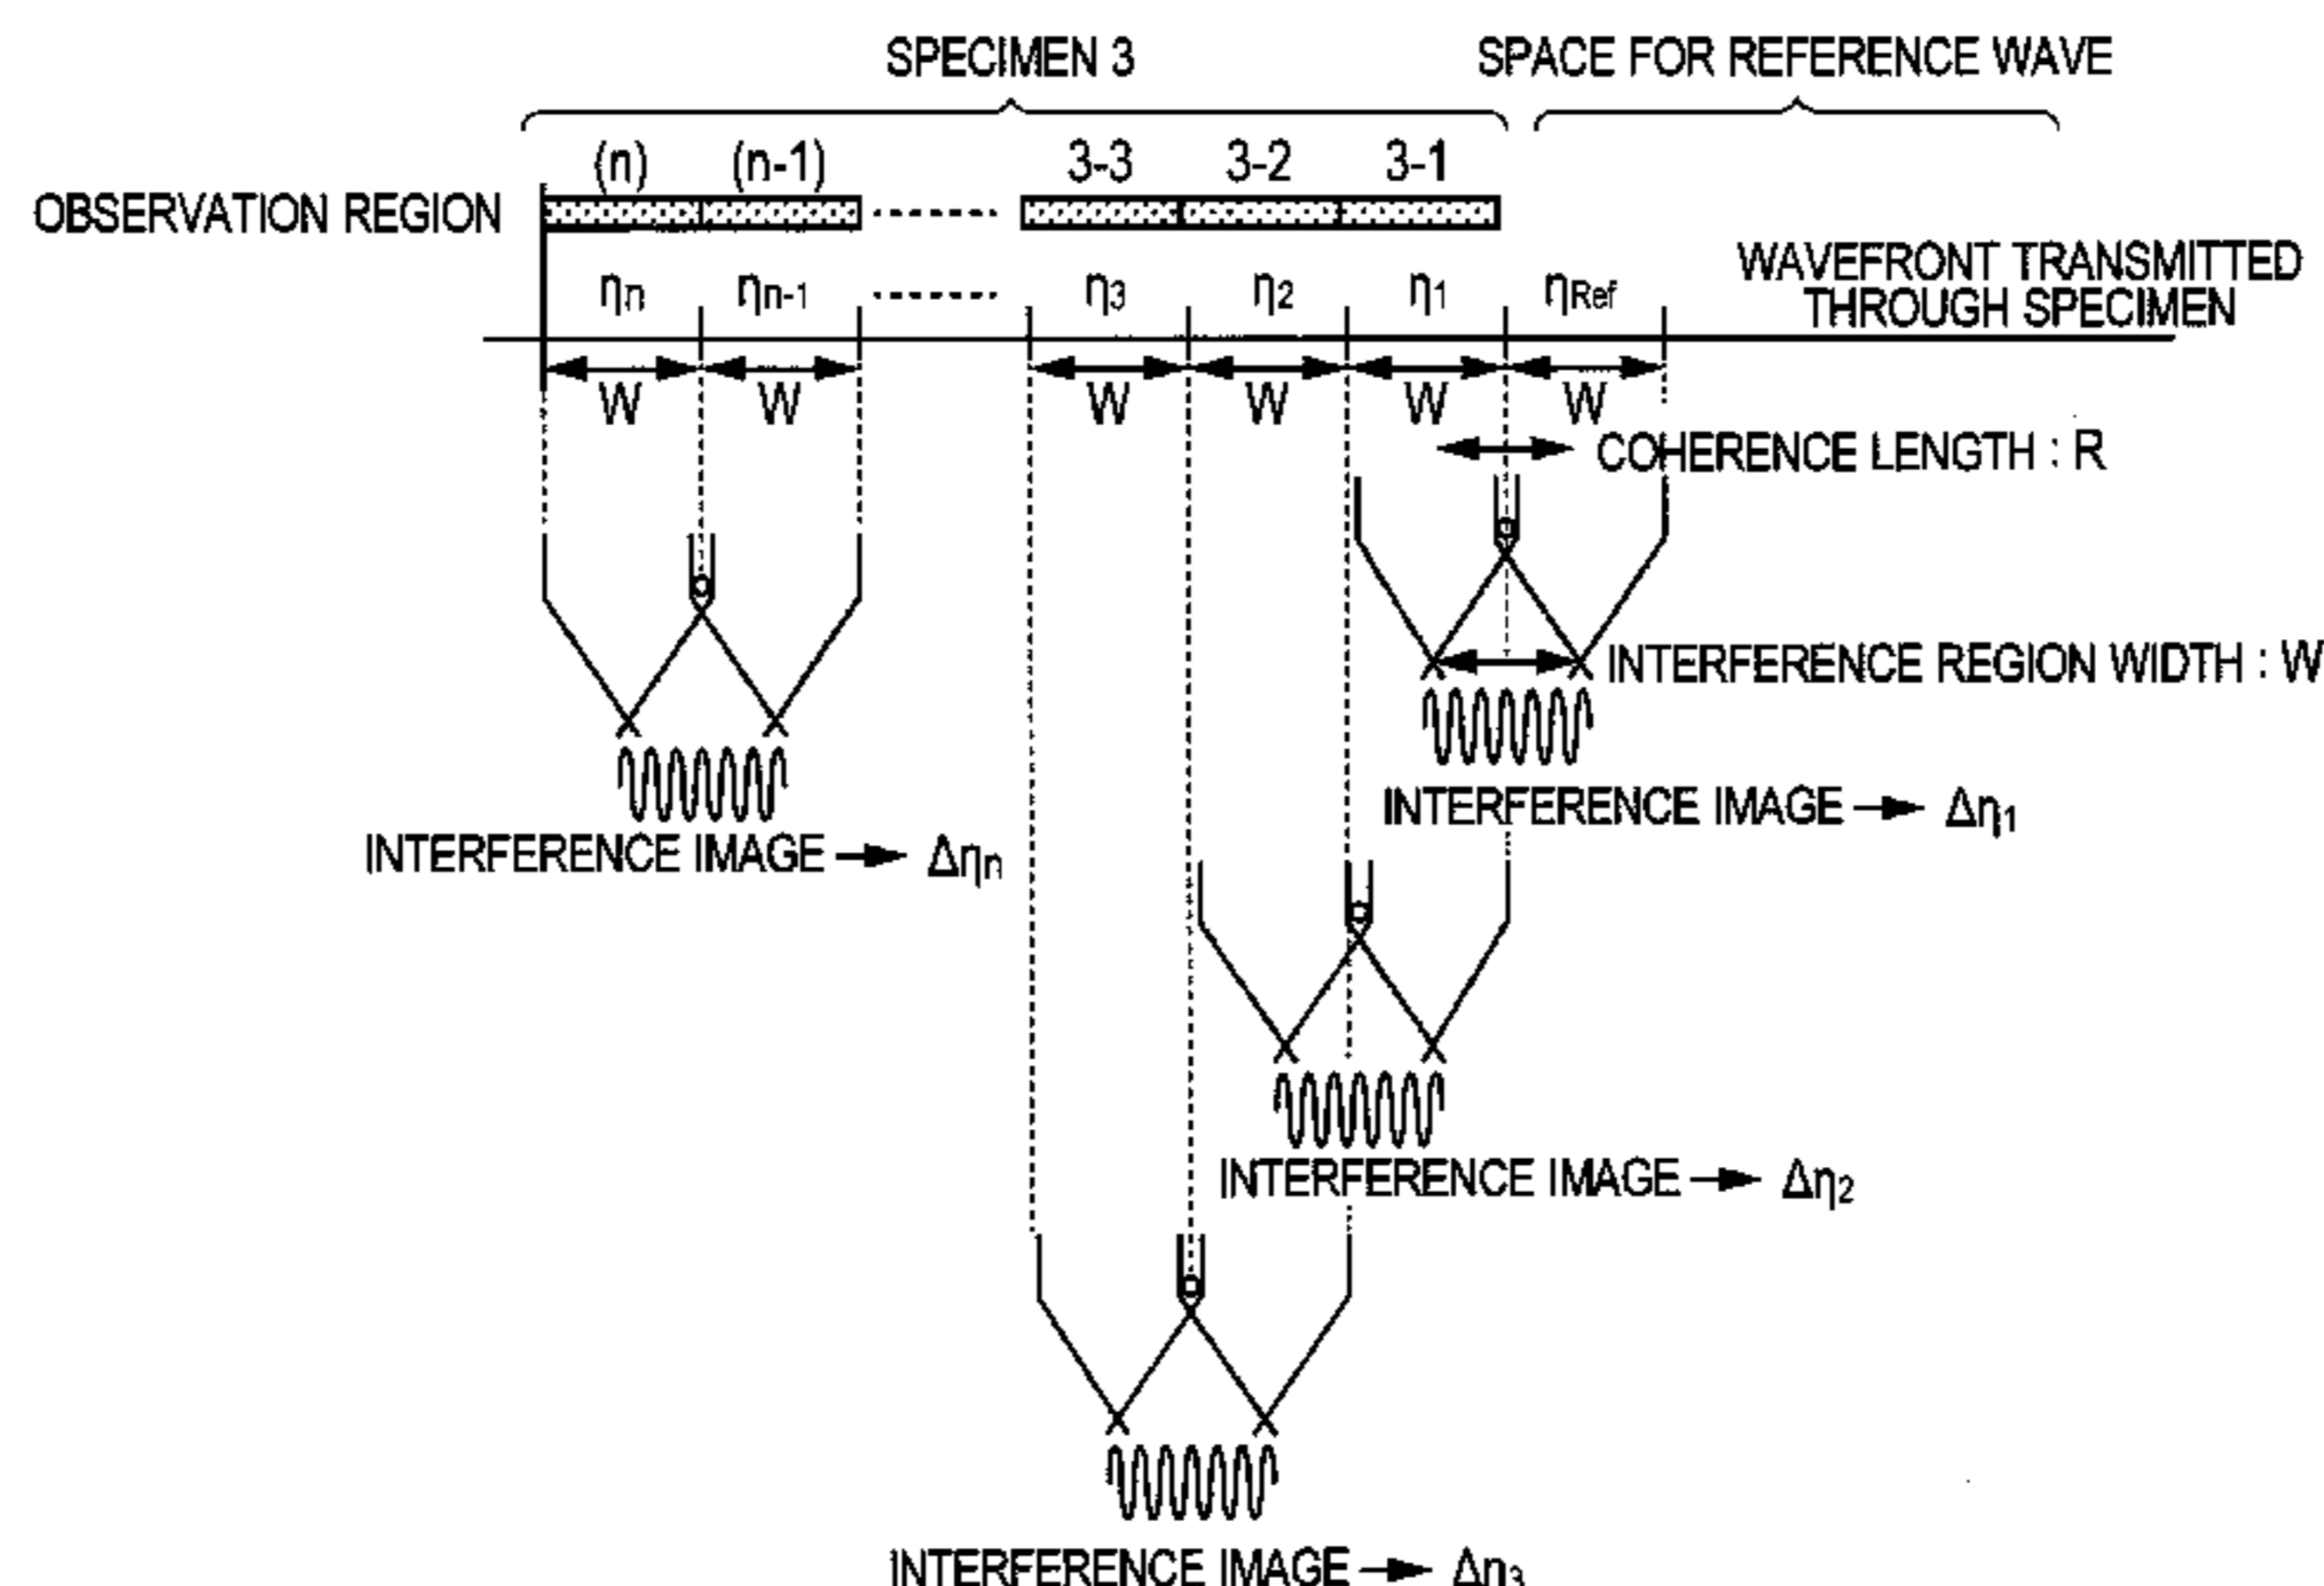 SPECIMEN 3 SPACE FOR REFERENCE WAVE
(n) (n-1) 3-3 3-2 3-1
OBSERVATION REGION
ηn ηn-1 η3 η2 η1 ηRef
WAVEFRONT TRANSMITTED
THROUGH SPECIMEN
W W W W W W
COHERENCE LENGTH : R
INTERFERENCE REGION WIDTH : W
INTERFERENCE IMAGE → Δη1
INTERFERENCE IMAGE → Δηn
INTERFERENCE IMAGE → Δη2
INTERFERENCE IMAGE → Δη3